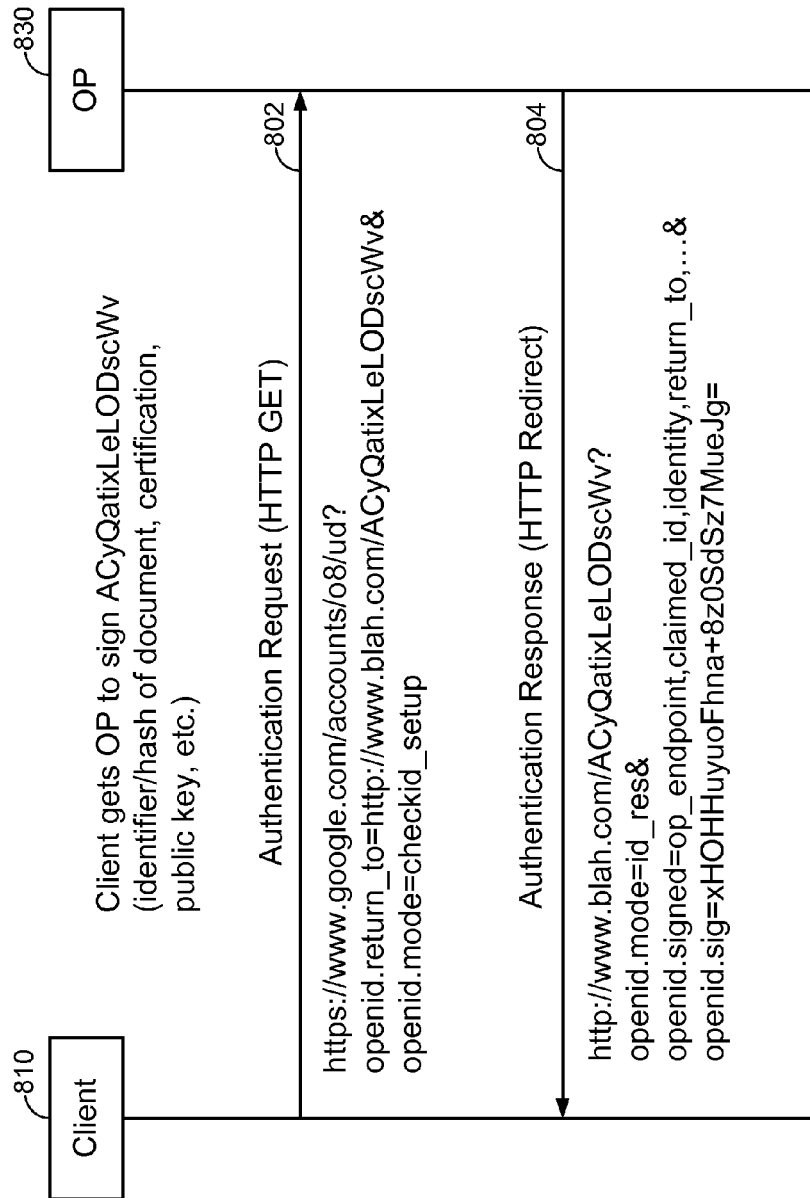 810
Client
830
OP
Client gets OP to sign ACyQatixLeLODscWv
(identifier/hash of document, certification,
public key, etc.)
Authentication Request (HTTP GET)
802
https://www.google.com/accounts/o8/ud?
openid.return_to=http://www.blah.com/ACyQatixLeLODscWv&
openid.mode=checkid_setup
Authentication Response (HTTP Redirect)
804
http://www.blah.com/ACyQatixLeLODscWv?
openid.mode=id_res&
openid.signed=op_endpoint,claimed_id,identity,return_to,...&
openid.sig=xHOHHuyuoFhna+8z0SdSz7MueJg=